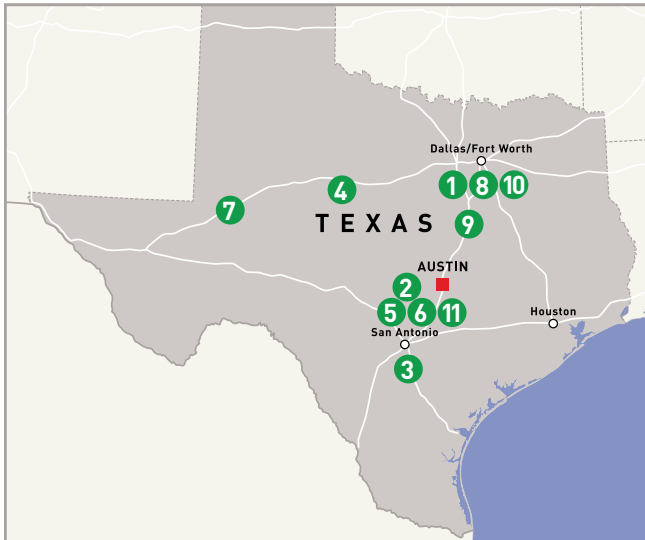 Dallas/Fort Worth
1 8 10
4
7
TEXAS
9
AUSTIN
2
5 6 11
Houston
San Antonio
3